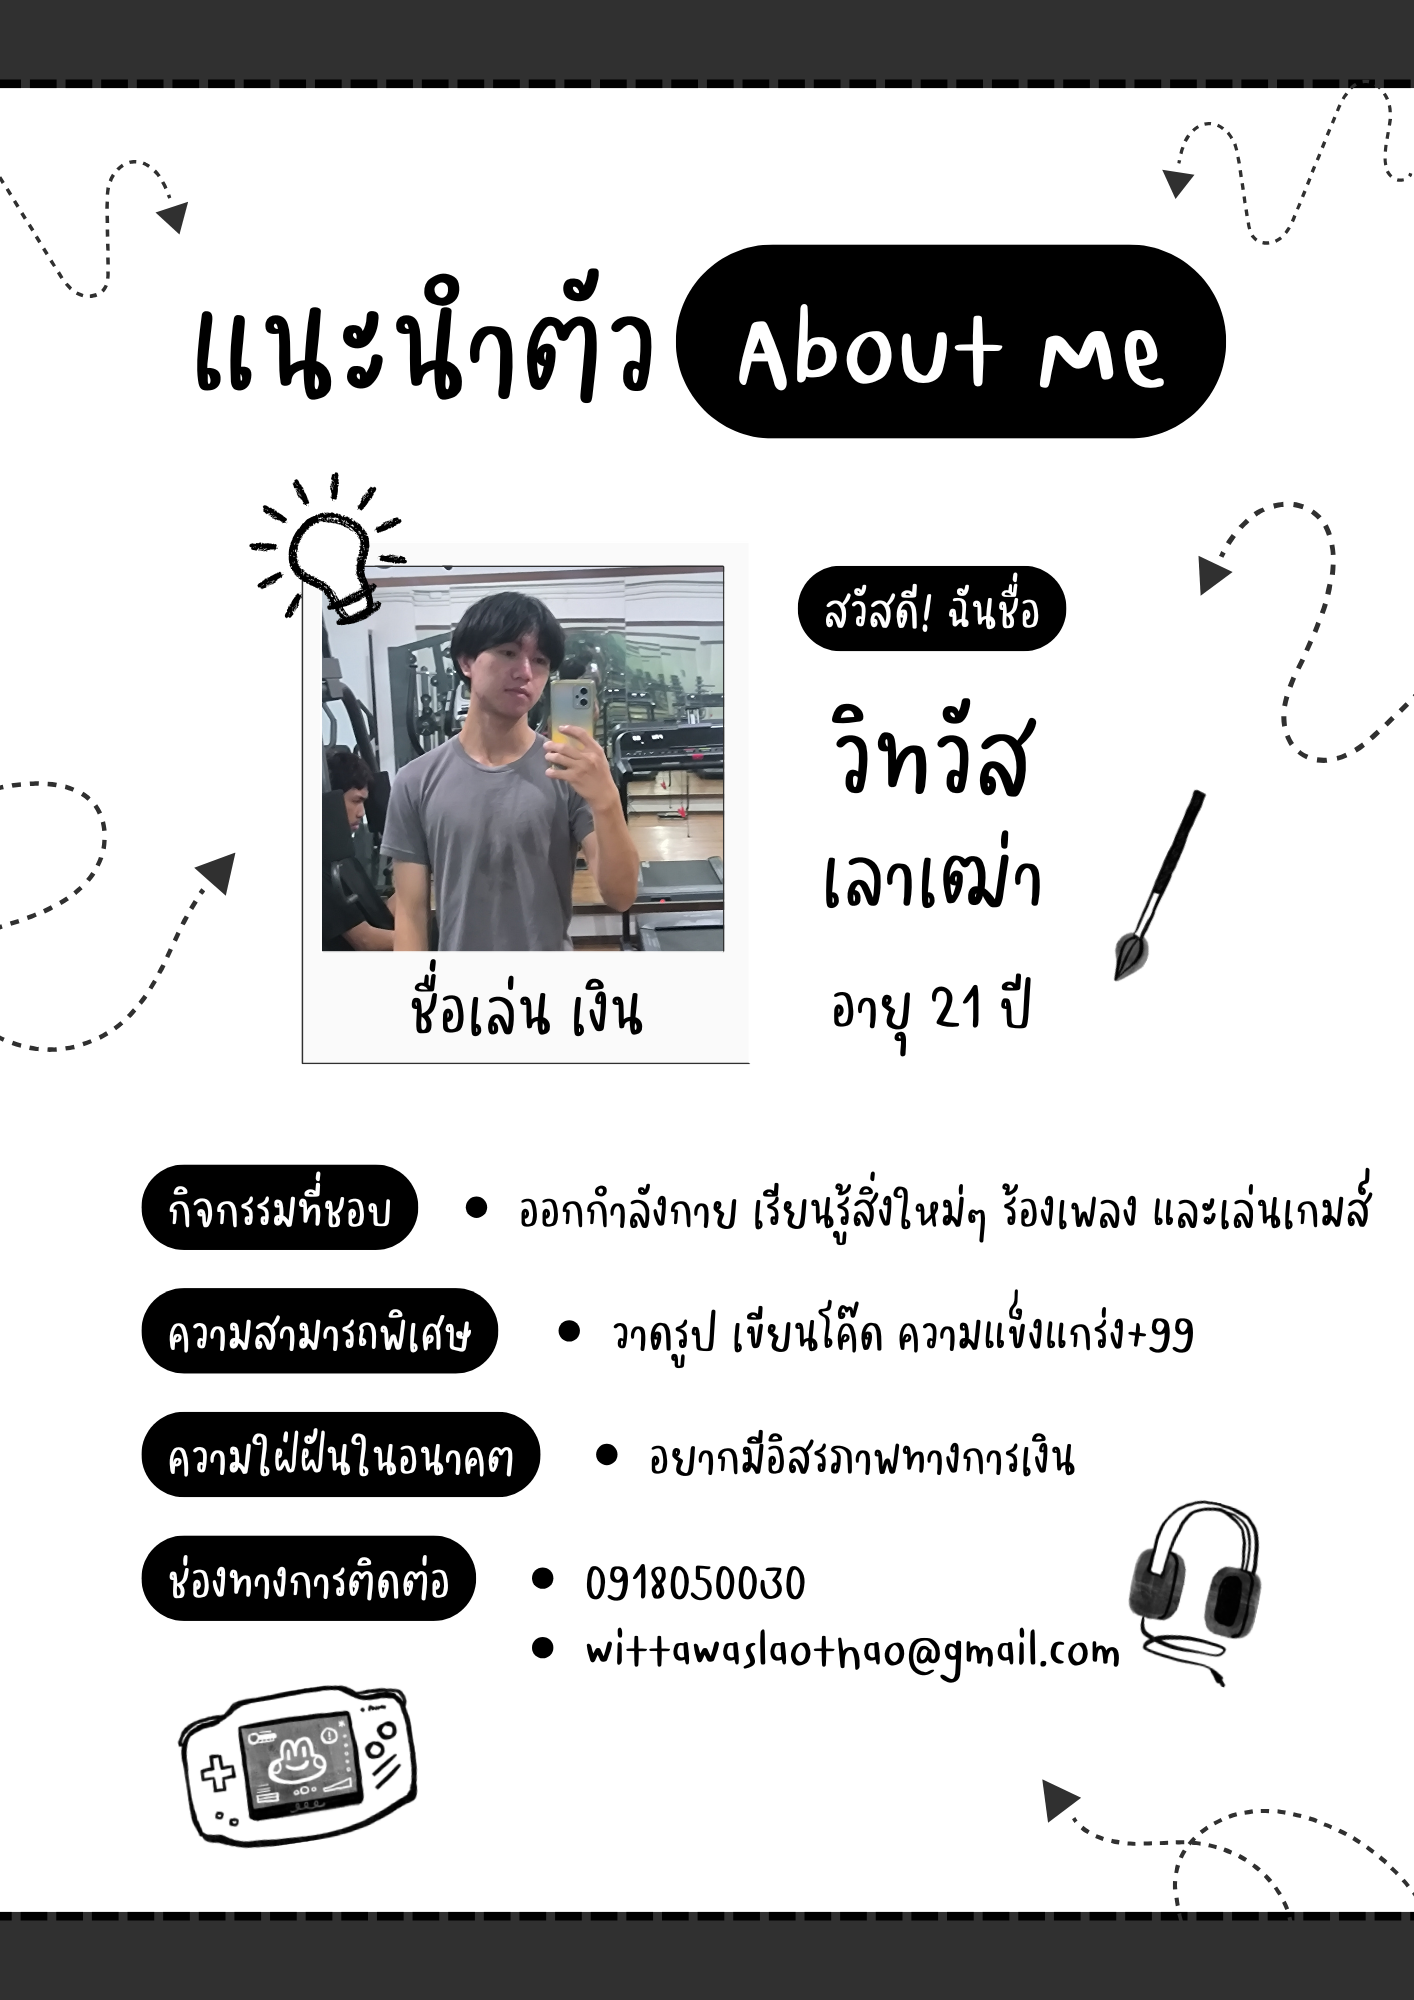 แนะนำตัว About me
สวัสดี! ฉันชื่อ
วิทวัส
เลาเฒ่า
อายุ 21 ปี
ชื่อเล่น เงิน
กิจกรรมที่ชอบ
• ออกกำลังกาย เรียนรู้สิ่งใหม่ๆ ร้องเพลง และเล่นเกมส์
ความสามารถพิเศษ
• วาดรูป เขียนโค๊ด ความแข็งแกร่ง+99
ความใฝ่ฝันในอนาคต
• อยากมีอิสรภาพทางการเงิน
ช่องทางการติดต่อ
• 0918050030
• wittawaslaothao@gmail.com